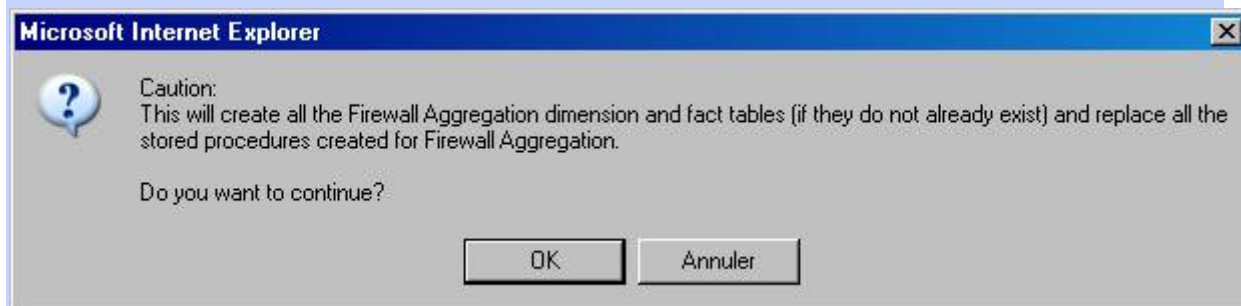 Microsoft Internet Explorer
Caution:
This will create all the Firewall Aggregation dimension and fact tables (if they do not already exist) and replace all the
stored procedures created for Firewall Aggregation.
Do you want to continue?
OK Annuler